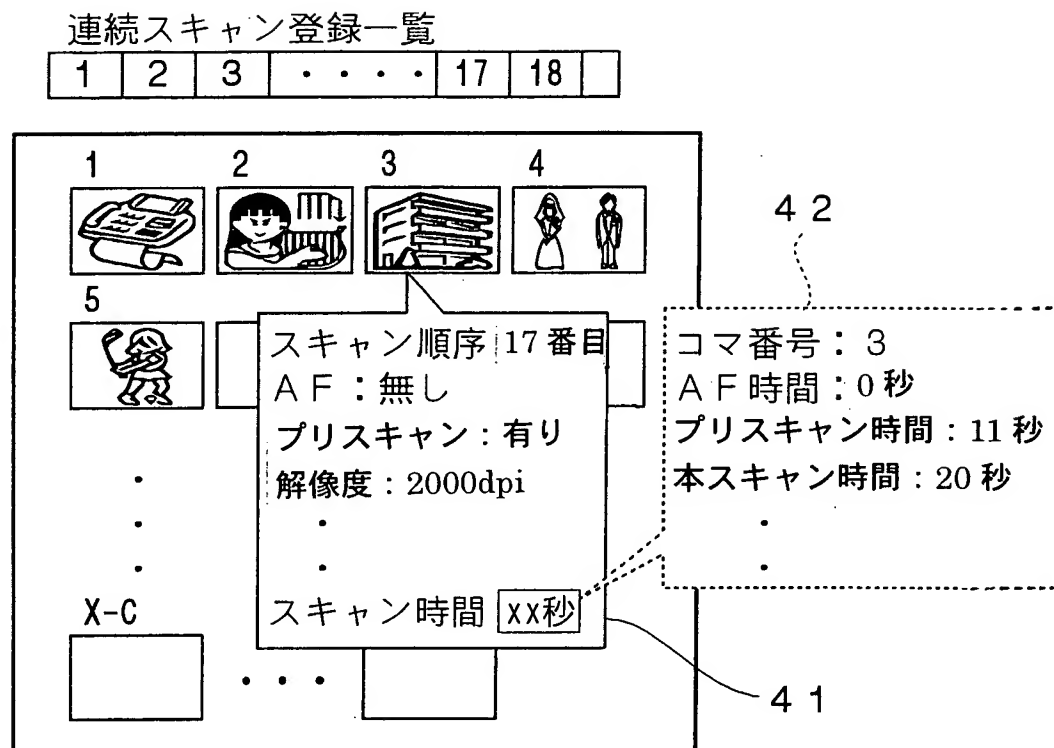 連続スキャン登録一覧
1 2 3 ・・・・ 17 18
1 2 3 4
5
４２
スキャン順序 17番目
ＡＦ：無し
プリスキャン：有り
解像度：2000dpi
・
・
スキャン時間 xx秒
コマ番号：３
ＡＦ時間：0秒
プリスキャン時間：11秒
本スキャン時間：20秒
・
・
X-C
・・・
４１